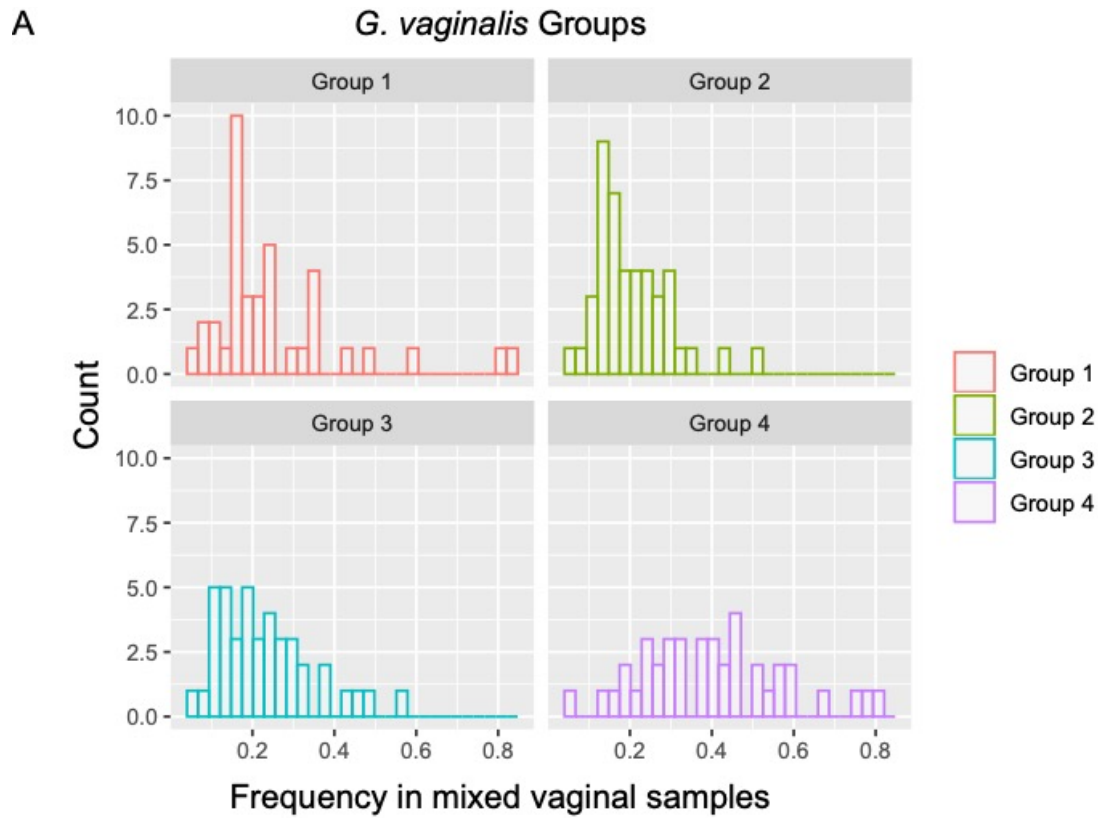 A
G. vaginalis Groups
Group 1
Group 2
10.0
7.5
5.0
2.5
0.0
Group 3
Group 4
10.0
7.5
5.0
2.5
0.0
0.2 0.4 0.6 0.8
0.2 0.4 0.6 0.8
Count
Frequency in mixed vaginal samples
Group 1
Group 2
Group 3
Group 4